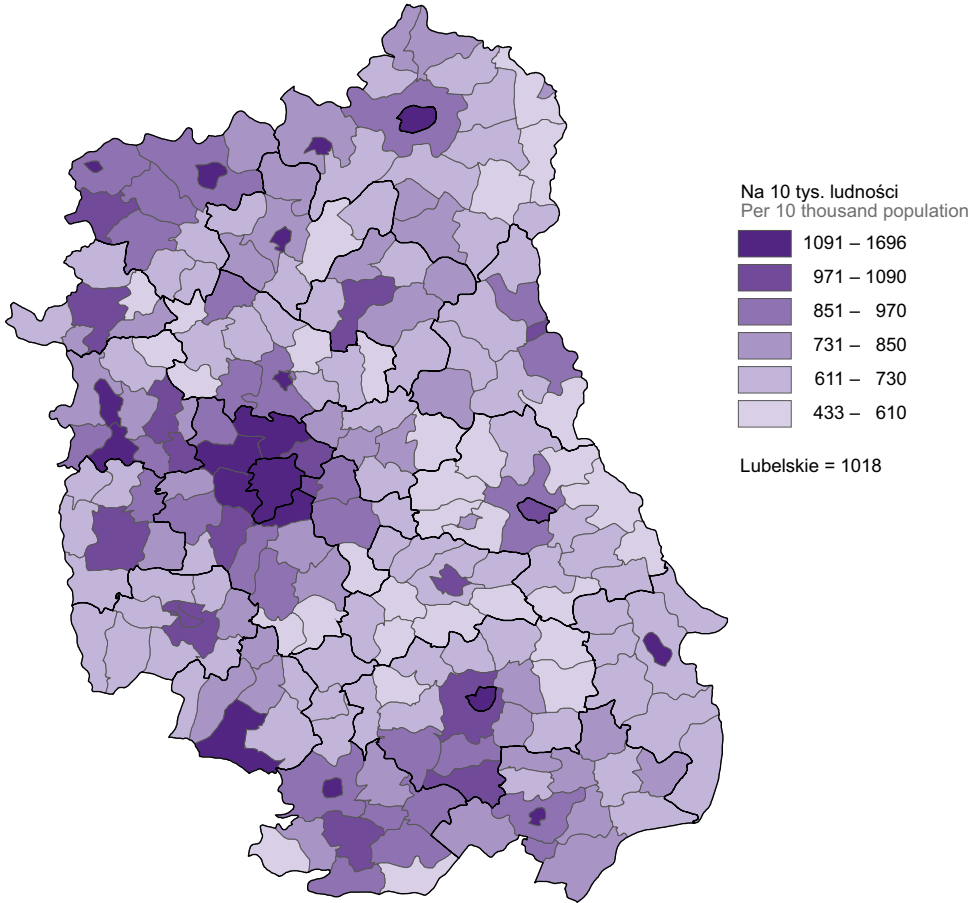 Na 10 tys. ludności
Per 10 thousand population
1091 – 1696
971 – 1090
851 – 970
731 – 850
611 – 730
433 – 610
Lubelskie = 1018